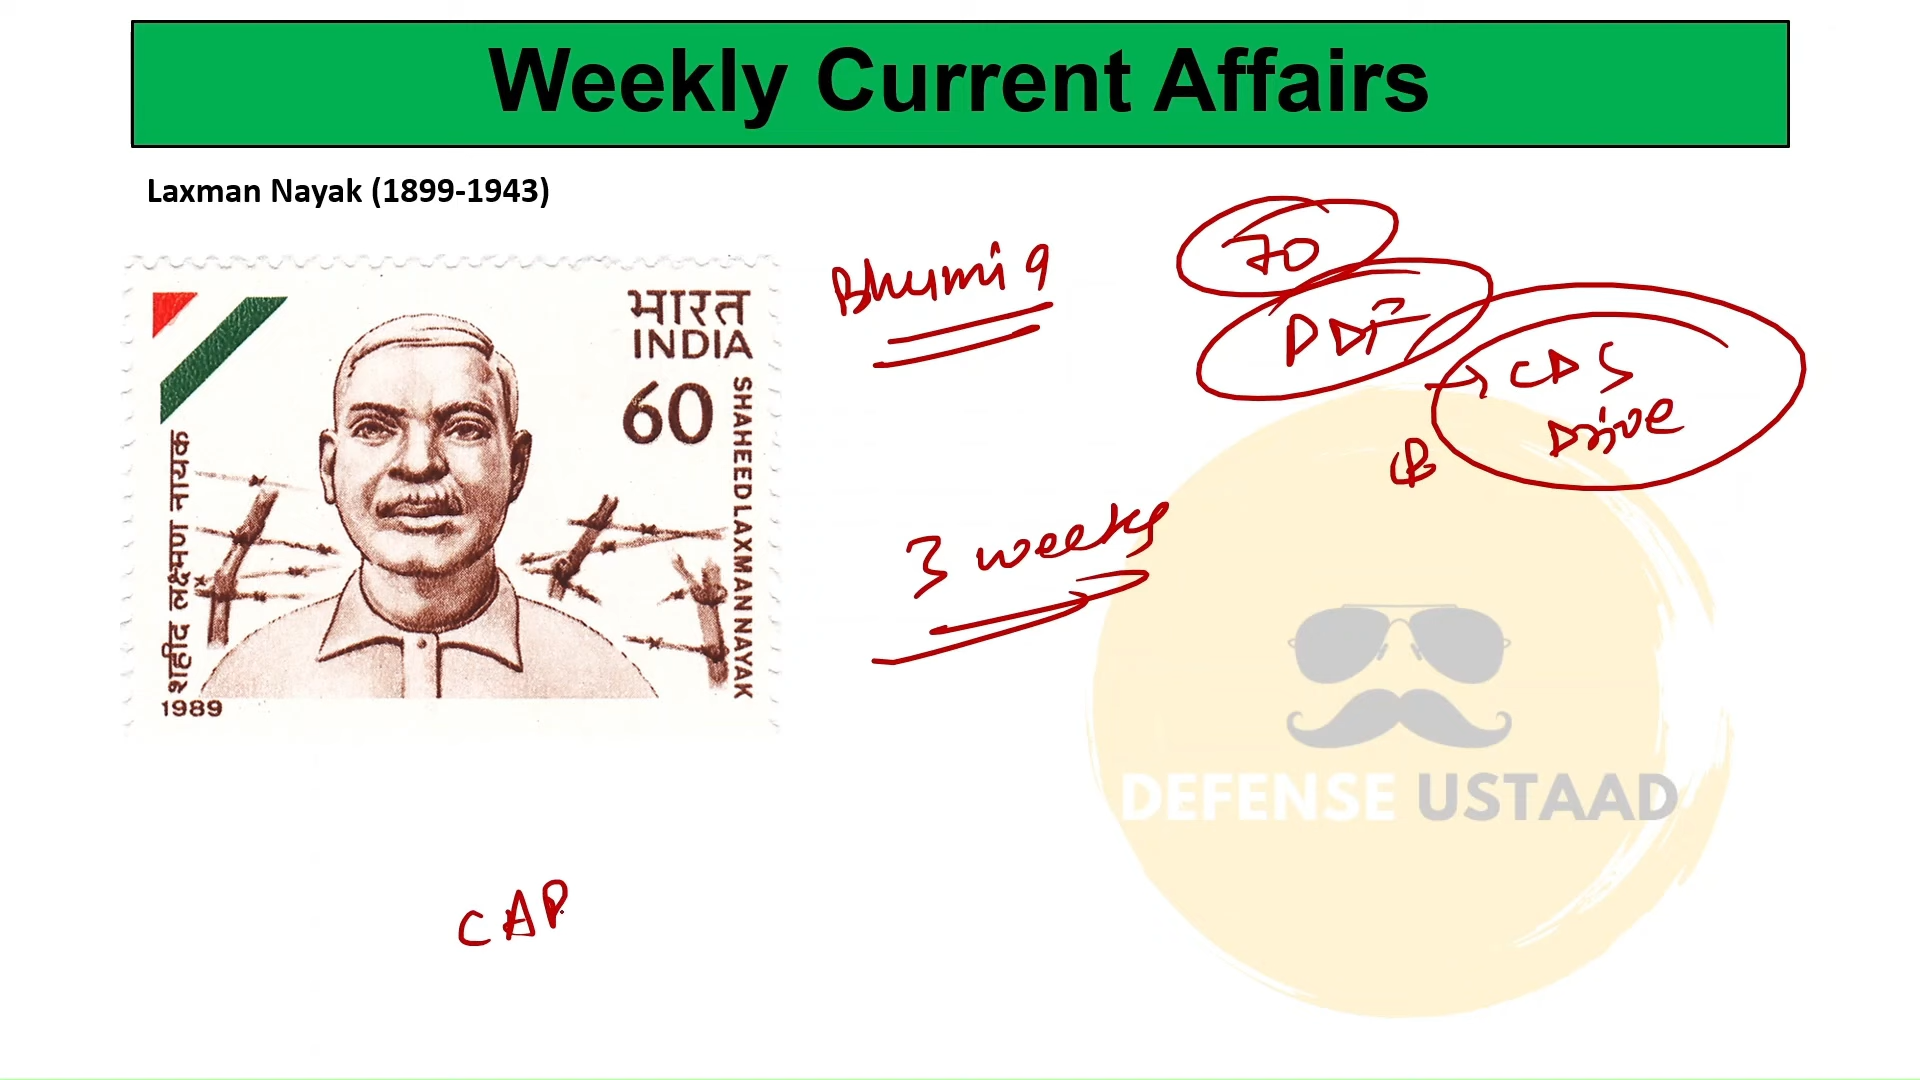 Weekly Current Affairs
Laxman Nayak (1899-1943)
भारत
INDIA
60
SHAHEED LAXMAN NAYAK
शहीद लक्ष्मण नायक
1989
Bhumi 9
70
PDF
CDS
Drive
3 weeks
DEFENSE USTAAD
CAP